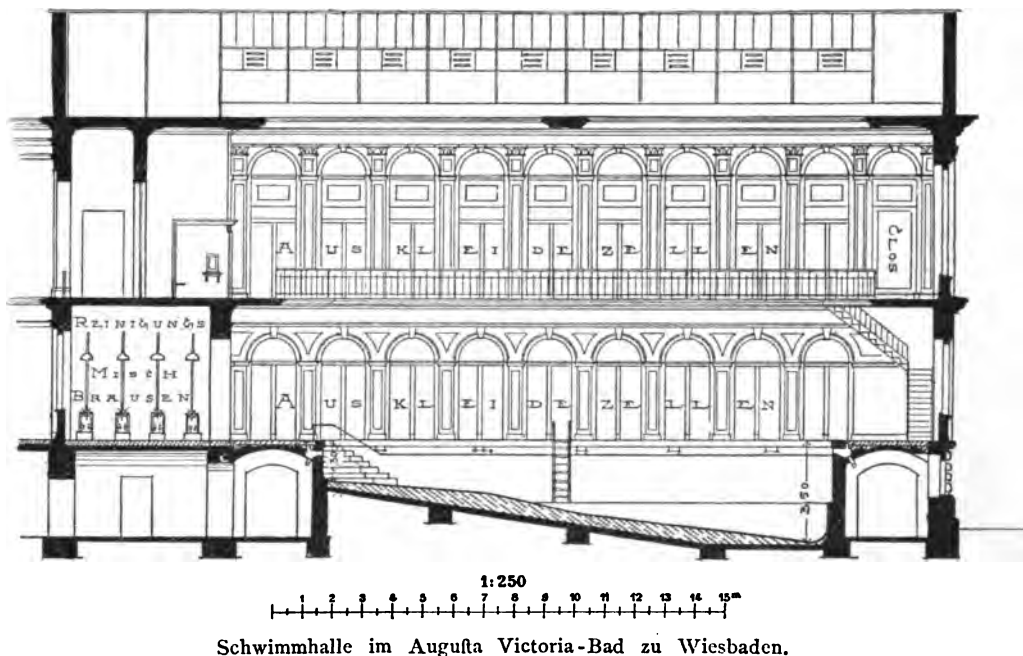 AUSKLEIDEZELLEN
CLOS
REINIGUNGS
MISCH
BRAUSEN
AUSKLEIDEZELLEN
3.50
1:250
1 2 3 4 5 6 7 8 9 10 11 12 13 14 15 m
Schwimmhalle im Auguſta Victoria-Bad zu Wiesbaden.